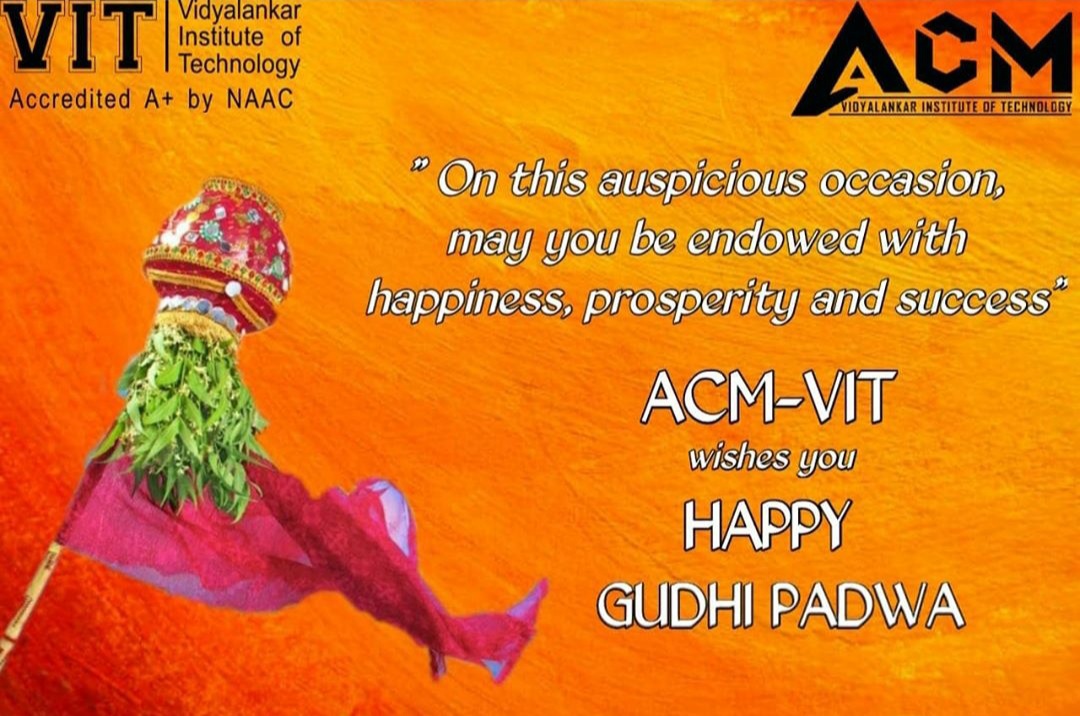 VIT
Vidyalankar
Institute of
Technology
Accredited A+ by NAAC
ACM
VIDYALANKAR INSTITUTE OF TECHNOLOGY
" On this auspicious occasion,
may you be endowed with
happiness, prosperity and success"
ACM-VIT
wishes you
HAPPY
GUDHI PADWA